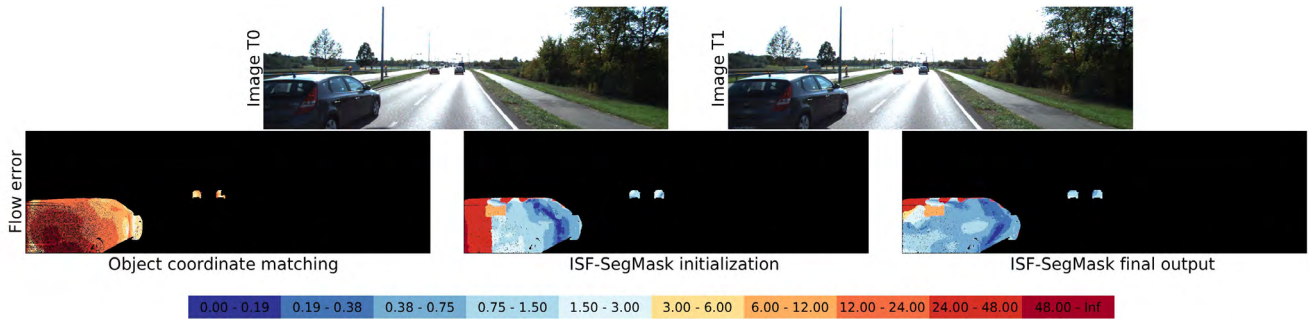 Image T0
Image T1
Flow error
Object coordinate matching
ISF-SegMask initialization
ISF-SegMask final output
0.00 - 0.19 0.19 - 0.38 0.38 - 0.75 0.75 - 1.50 1.50 - 3.00 3.00 - 6.00 6.00 - 12.00 12.00 - 24.00 24.00 - 48.00 48.00 - Inf